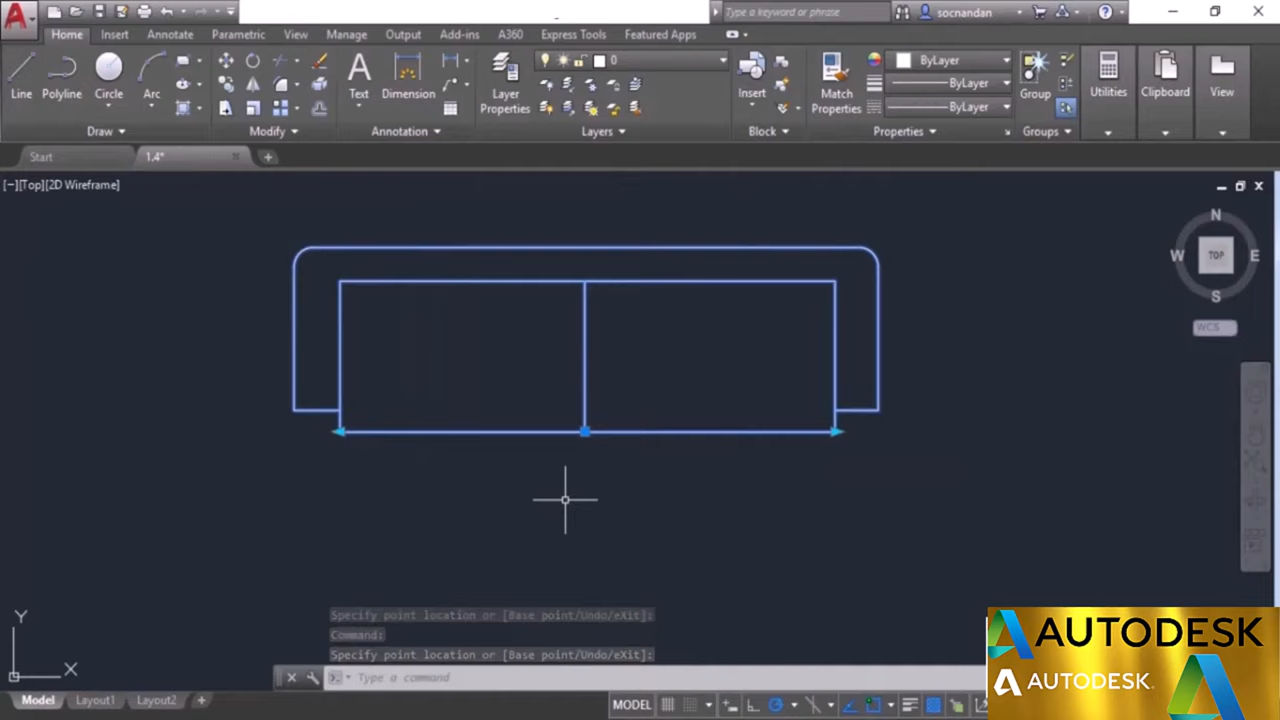 Type a keyword or phrase
socnandan
Home Insert Annotate Parametric View Manage Output Add-ins A360 Express Tools Featured Apps
0
ByLayer
ByLayer
ByLayer
Line Polyline Circle Arc Text Dimension Layer Properties Insert Match Properties Group Utilities Clipboard View
Draw Modify Annotation Layers Block Properties Groups
Start 1.4*
[−][Top][2D Wireframe]
N
W TOP E
S
WCS
Specify point location or [Base point/Undo/eXit]:
Command:
Specify point location or [Base point/Undo/eXit]:
Y
X
Type a command
Model Layout1 Layout2 +
MODEL
AUTODESK
AUTODESK.